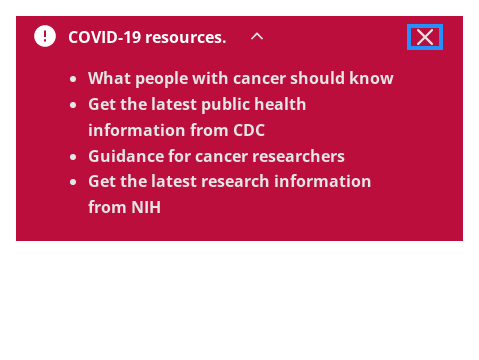 COVID-19 resources.
What people with cancer should know
Get the latest public health
information from CDC
Guidance for cancer researchers
Get the latest research information
from NIH